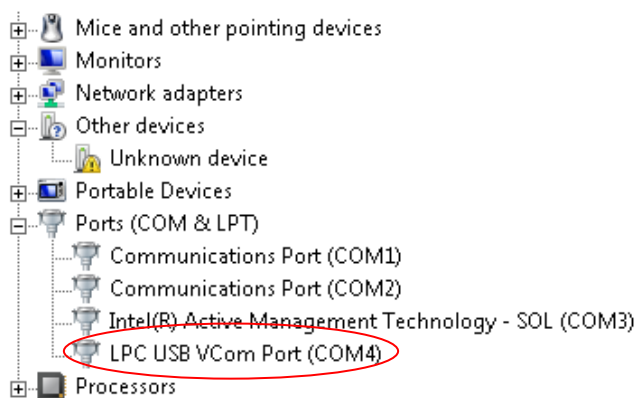 Mice and other pointing devices
Monitors
Network adapters
Other devices
Unknown device
Portable Devices
Ports (COM & LPT)
Communications Port (COM1)
Communications Port (COM2)
Intel(R) Active Management Technology - SOL (COM3)
LPC USB VCom Port (COM4)
Processors